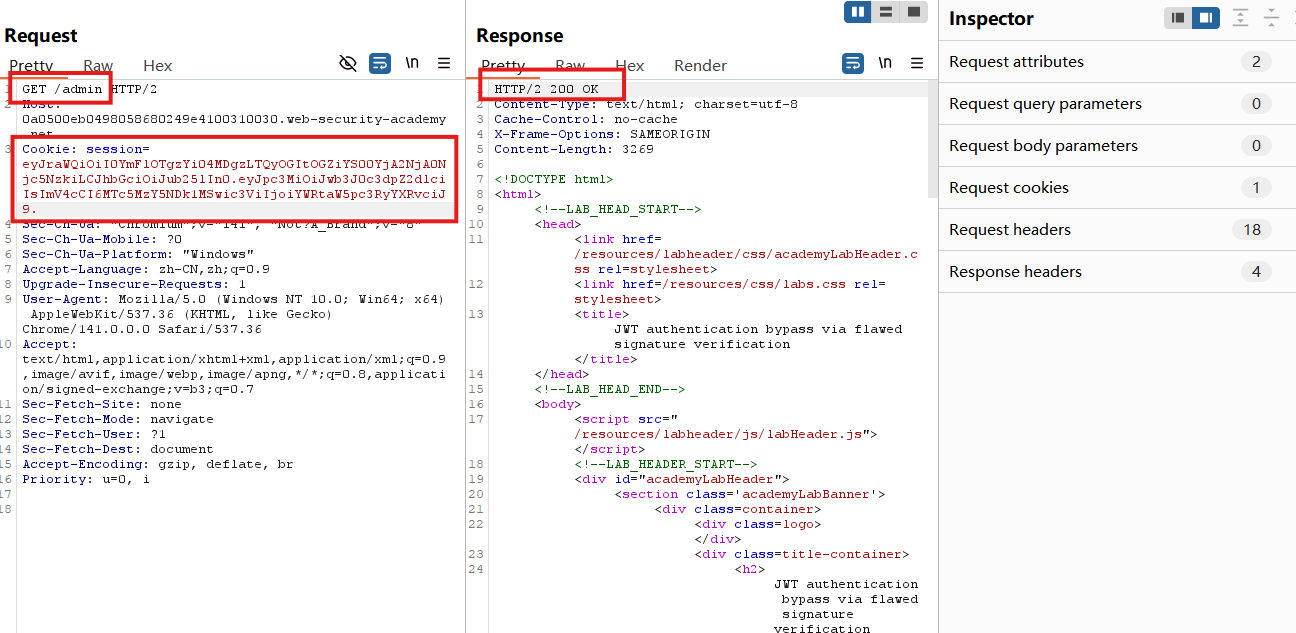 Request
Pretty
Raw
Hex
\n
1 GET /admin HTTP/2
2 Host:
0a0500eb0498058680249e4100310030.web-security-academy
.net
3 Cookie: session=
4 Sec-Ch-Ua: "Chromium";v="141", "Not?A_Brand";v="8"
5 Sec-Ch-Ua-Mobile: ?0
6 Sec-Ch-Ua-Platform: "Windows"
7 Accept-Language: zh-CN,zh;q=0.9
8 Upgrade-Insecure-Requests: 1
9 User-Agent: Mozilla/5.0 (Windows NT 10.0; Win64; x64)
AppleWebKit/537.36 (KHTML, like Gecko)
Chrome/141.0.0.0 Safari/537.36
10 Accept:
text/html,application/xhtml+xml,application/xml;q=0.9
,image/avif,image/webp,image/apng,*/*;q=0.8,applicati
on/signed-exchange;v=b3;q=0.7
11 Sec-Fetch-Site: none
12 Sec-Fetch-Mode: navigate
13 Sec-Fetch-User: ?1
14 Sec-Fetch-Dest: document
15 Accept-Encoding: gzip, deflate, br
16 Priority: u=0, i
17
18
Response
Pretty
Raw
Hex
Render
\n
1 HTTP/2 200 OK
2 Content-Type: text/html; charset=utf-8
3 Cache-Control: no-cache
4 X-Frame-Options: SAMEORIGIN
5 Content-Length: 3269
6
7 <!DOCTYPE html>
8 <html>
9 <!--LAB_HEAD_START-->
10 <head>
11 <link href=
/resources/labheader/css/academyLabHeader.c
ss rel=stylesheet>
12 <link href=/resources/css/labs.css rel=
stylesheet>
13 <title>
JWT authentication bypass via flawed
signature verification
</title>
14 </head>
15 <!--LAB_HEAD_END-->
16 <body>
17 <script src="
/resources/labheader/js/labHeader.js">
</script>
18 <!--LAB_HEADER_START-->
19 <div id="academyLabHeader">
20 <section class='academyLabBanner'>
21 <div class=container>
22 <div class=logo>
</div>
23 <div class=title-container>
24 <h2>
JWT authentication
bypass via flawed
signature
verification
Inspector
Request attributes 2
Request query parameters 0
Request body parameters 0
Request cookies 1
Request headers 18
Response headers 4